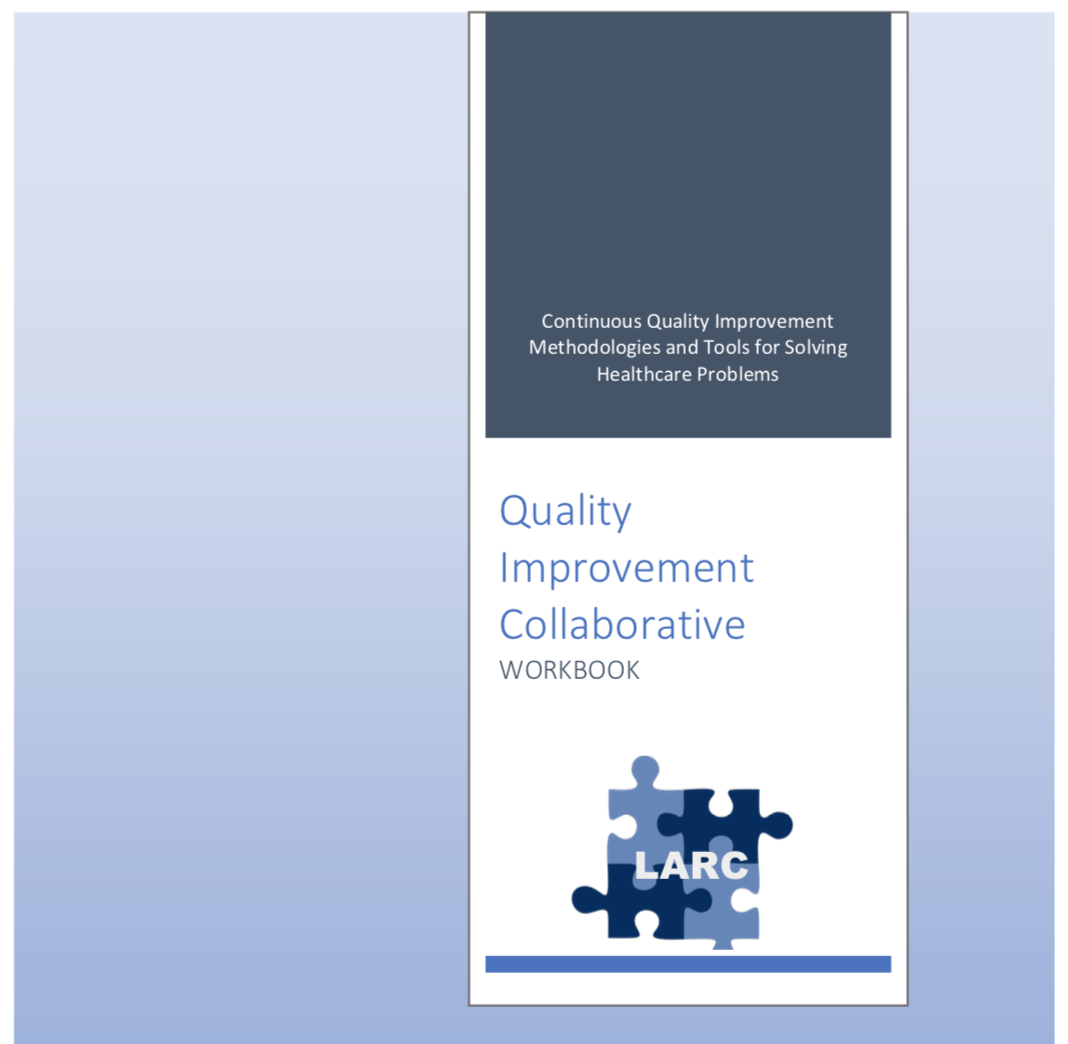 Continuous Quality Improvement
Methodologies and Tools for Solving
Healthcare Problems
Quality
Improvement
Collaborative
WORKBOOK
LARC